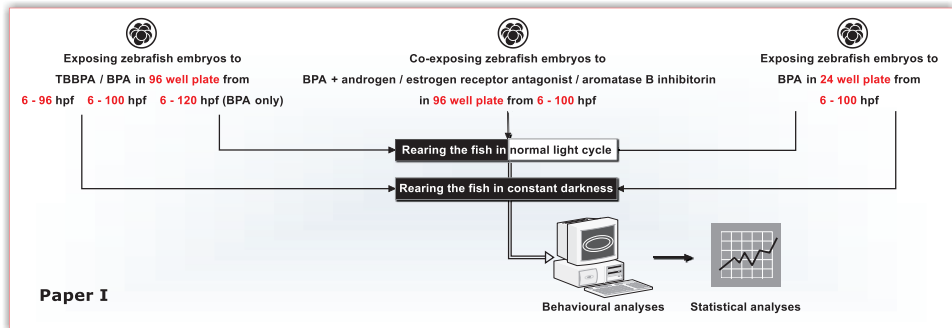 Exposing zebrafish embryos to
TBBPA / BPA in 96 well plate from
6 - 96 hpf 6 - 100 hpf 6 - 120 hpf (BPA only)
Co-exposing zebrafish embryos to
BPA + androgen / estrogen receptor antagonist / aromatase B inhibitorin
in 96 well plate from 6 - 100 hpf
Exposing zebrafish embryos to
BPA in 24 well plate from
6 - 100 hpf
Rearing the fish in normal light cycle
Rearing the fish in constant darkness
Behavioural analyses
Statistical analyses
Paper I